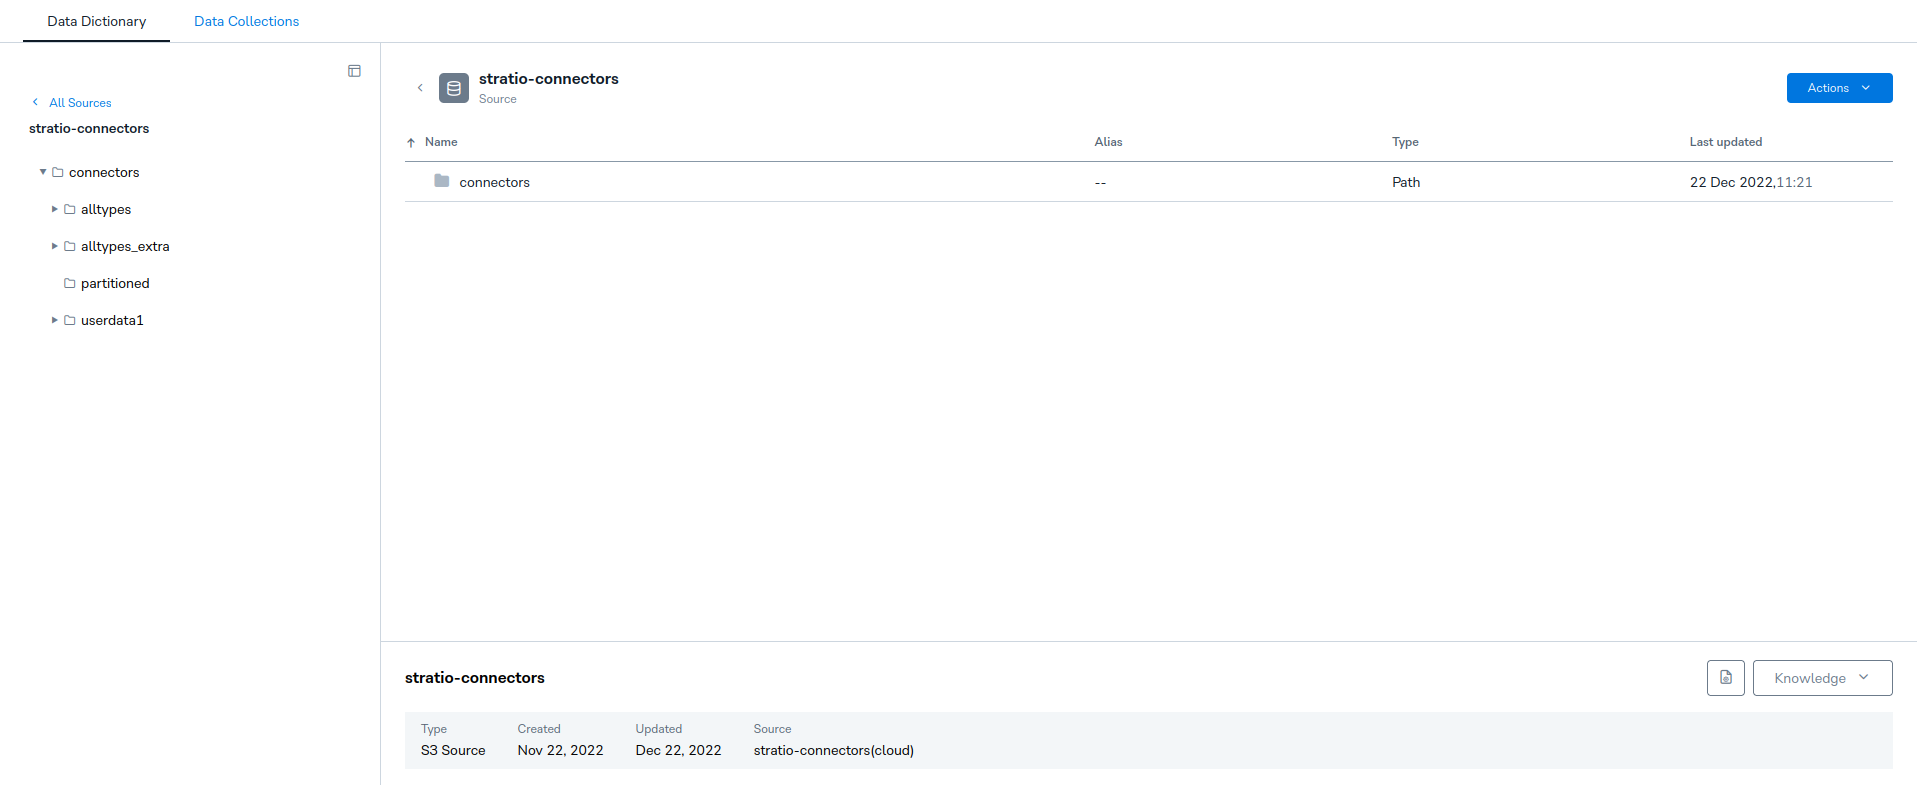 Data Dictionary
Data Collections
All Sources
stratio-connectors
connectors
alltypes
alltypes_extra
partitioned
userdata1
stratio-connectors
Source
Actions
Name Alias Type Last updated
connectors -- Path 22 Dec 2022,11:21
stratio-connectors
Knowledge
Type Created Updated Source
S3 Source Nov 22, 2022 Dec 22, 2022 stratio-connectors(cloud)